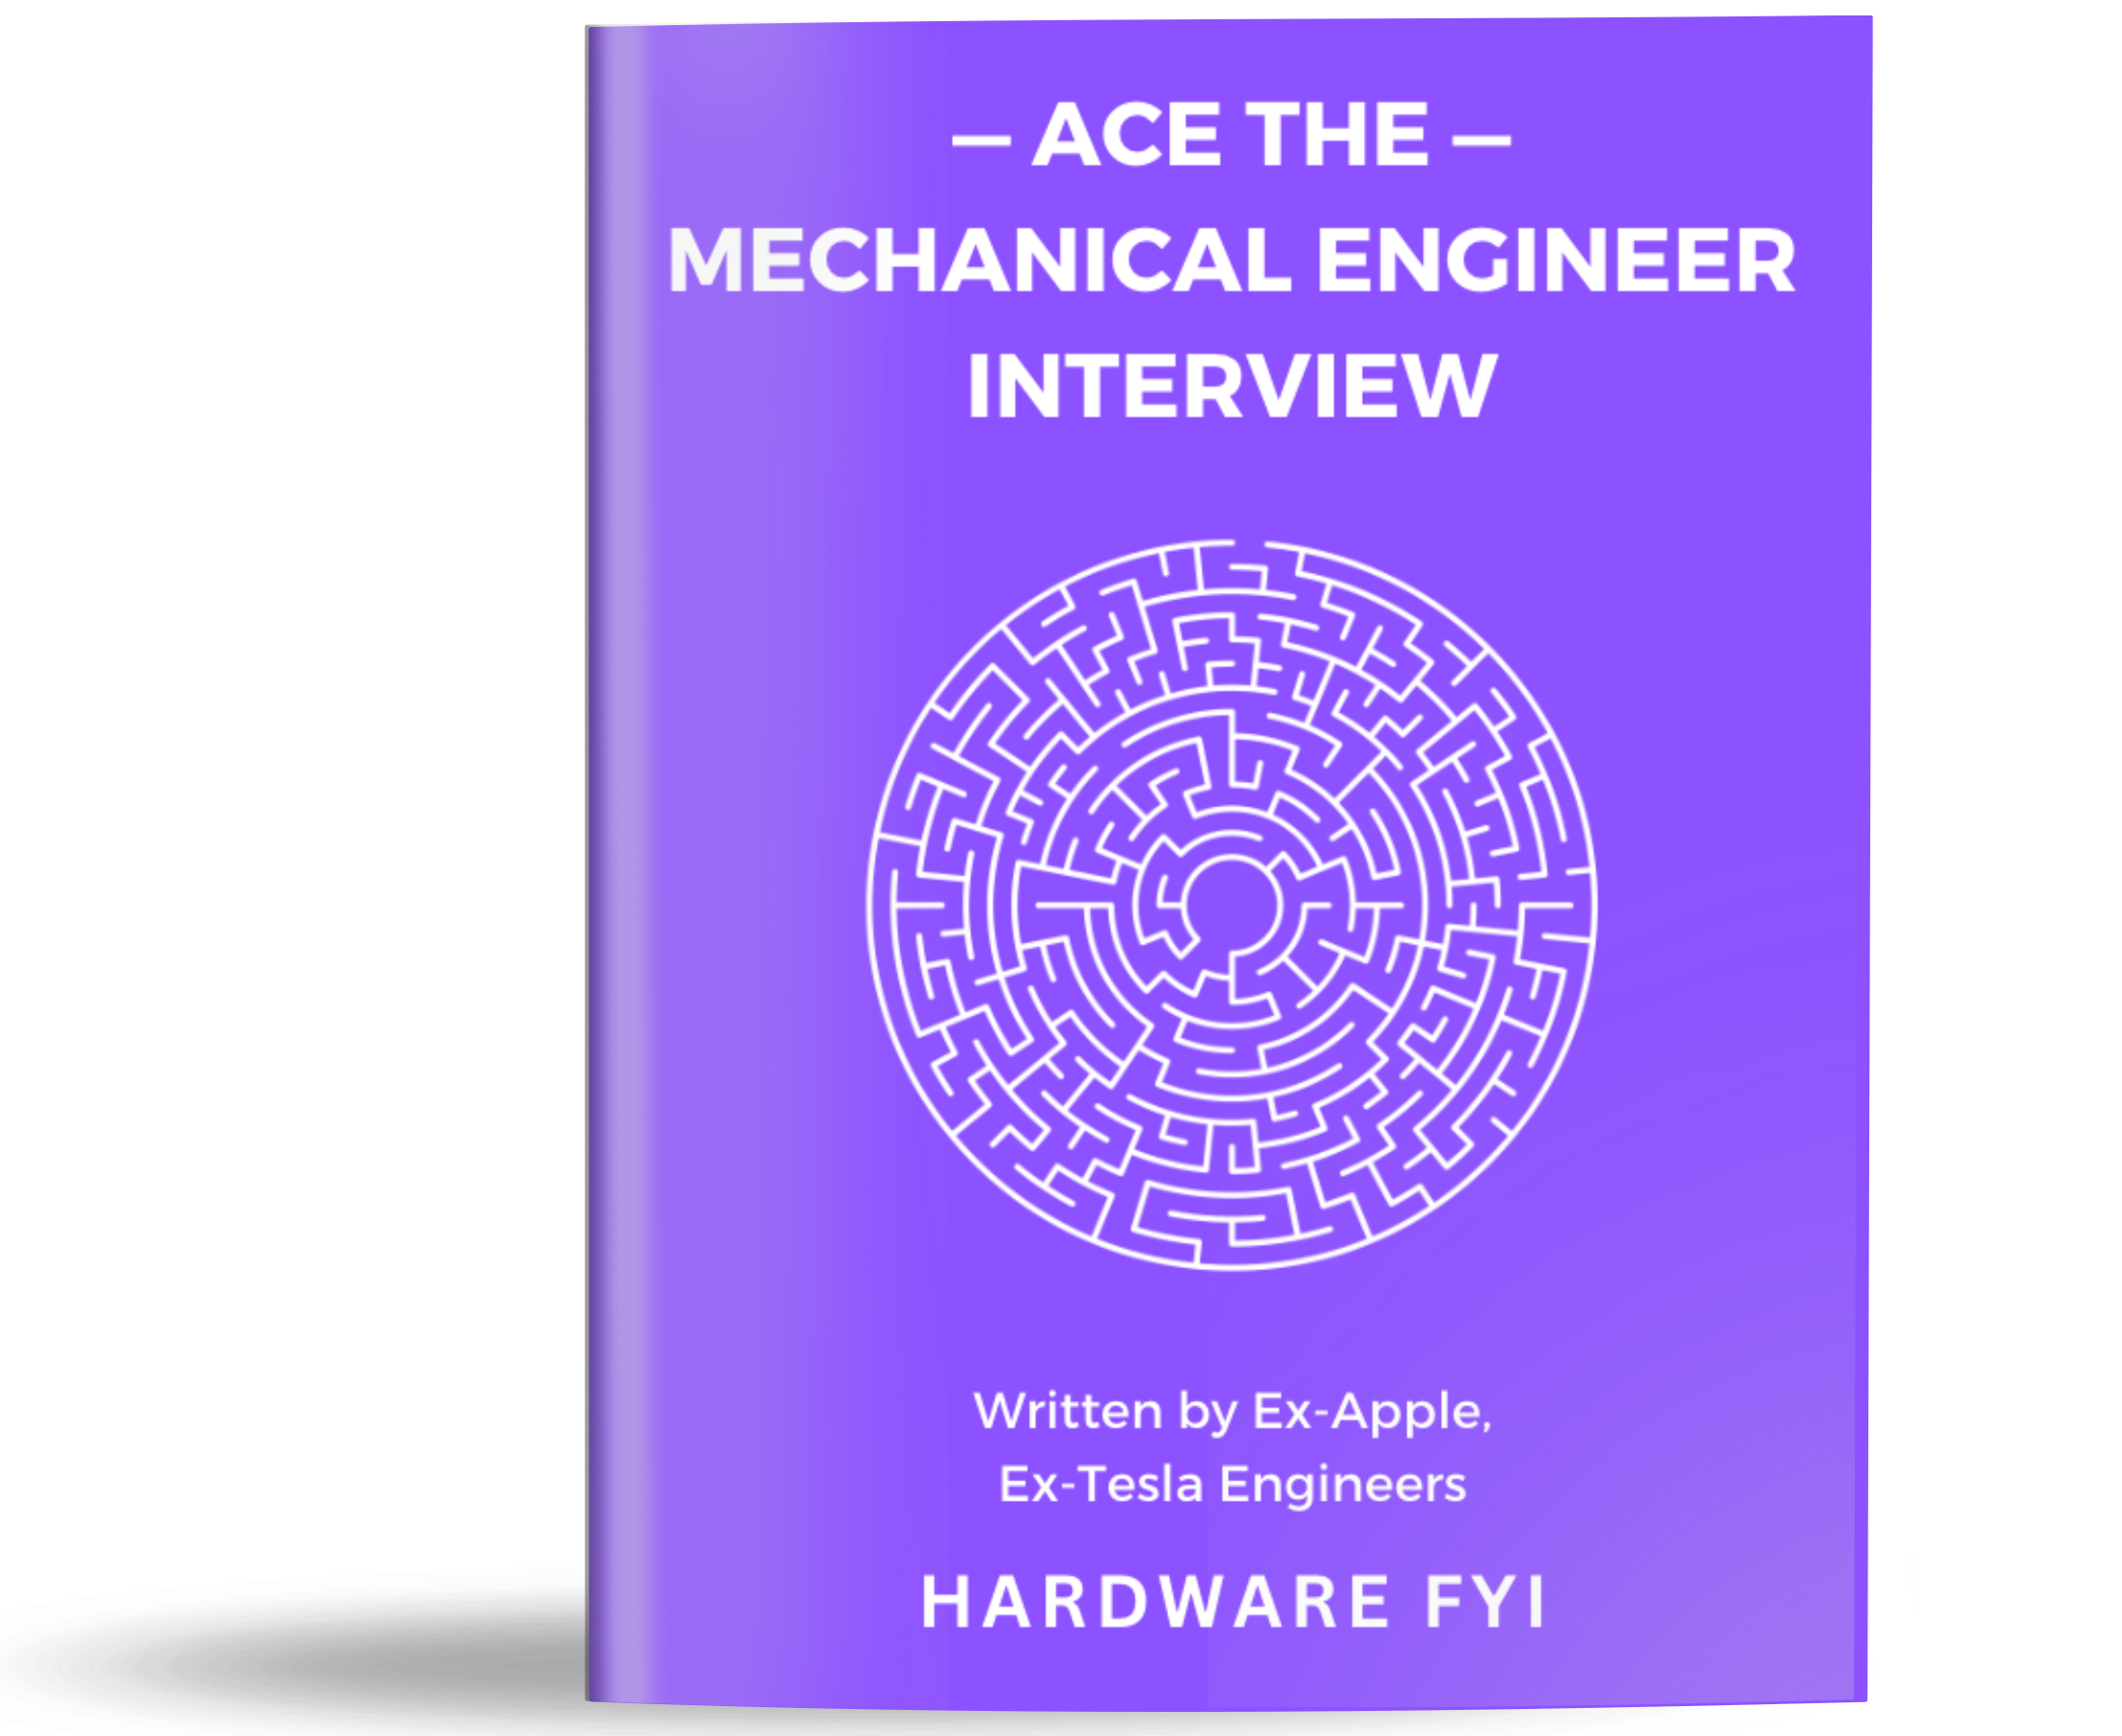 — ACE THE —
MECHANICAL ENGINEER
INTERVIEW
Written by Ex-Apple,
Ex-Tesla Engineers
HARDWARE FYI